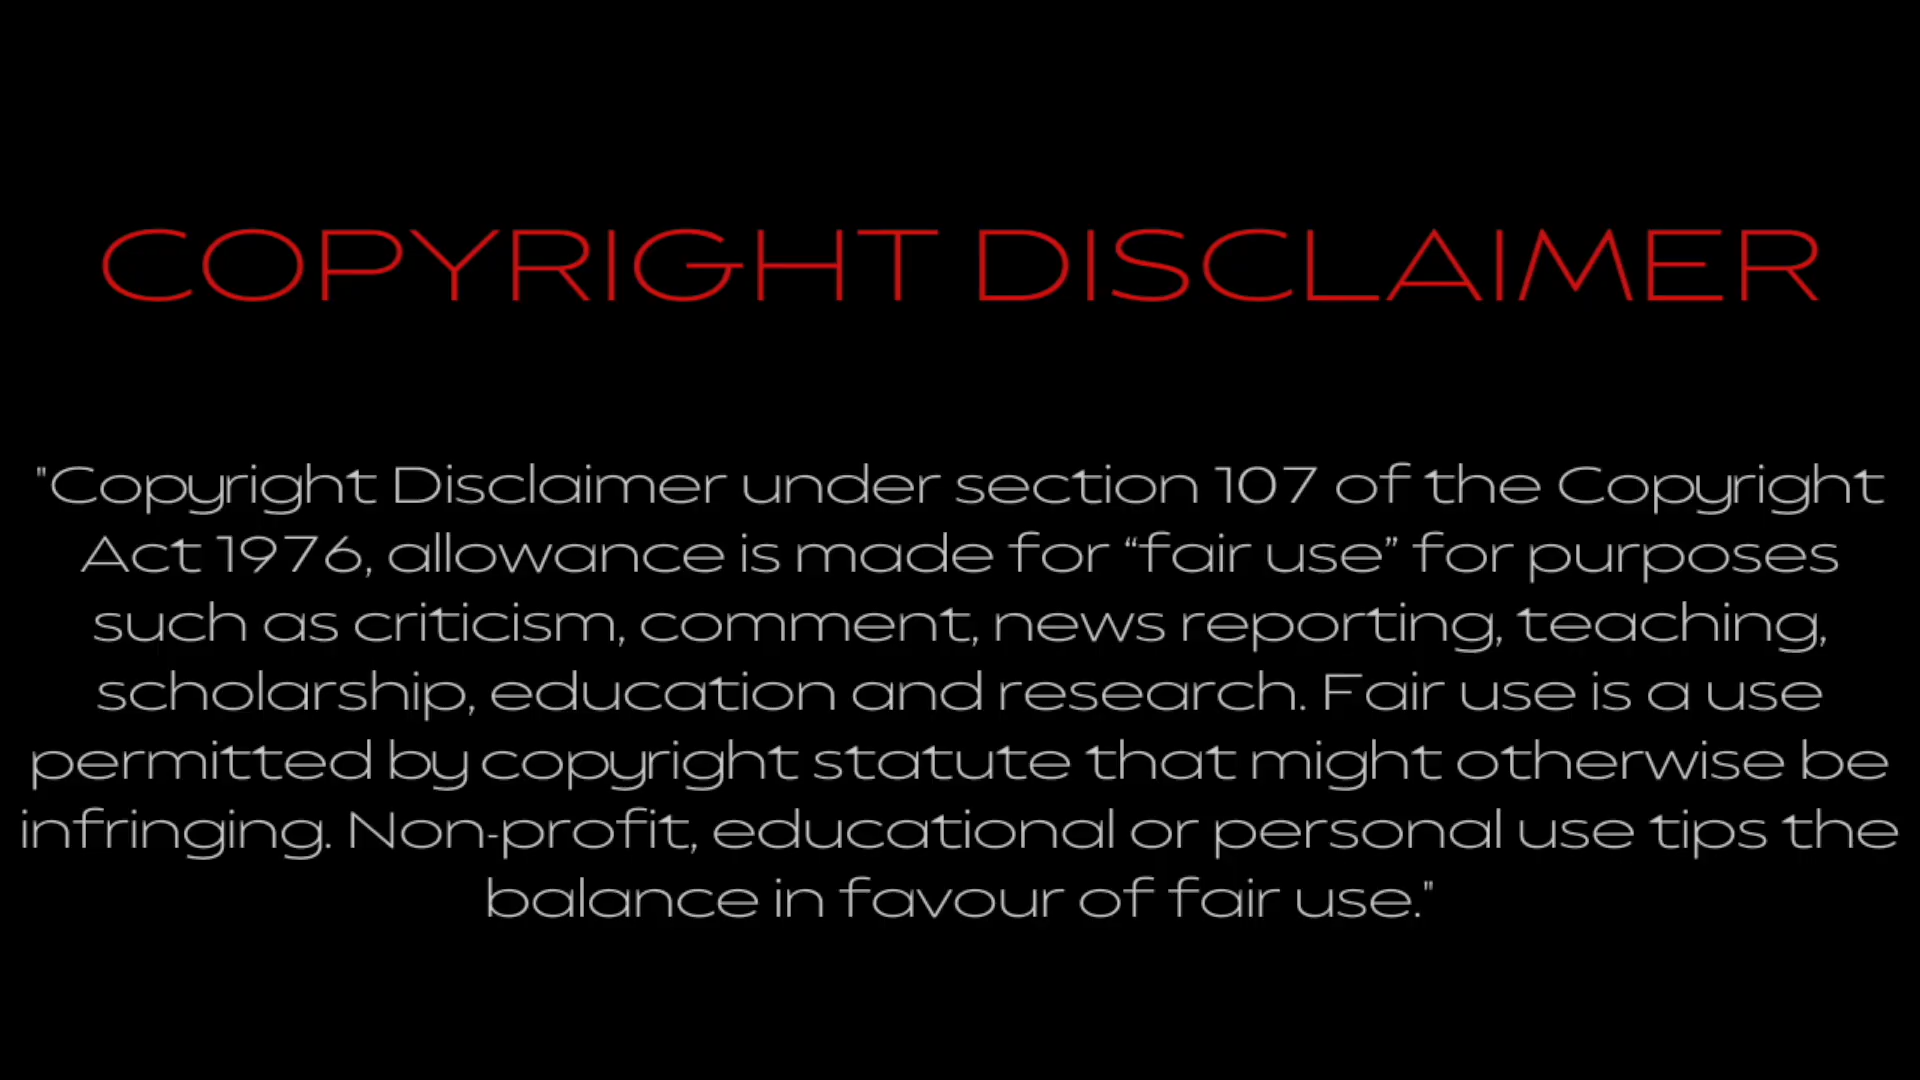 COPYRIGHT DISCLAIMER
"Copyright Disclaimer under section 107 of the Copyright
Act 1976, allowance is made for “fair use” for purposes
such as criticism, comment, news reporting, teaching,
scholarship, education and research. Fair use is a use
permitted by copyright statute that might otherwise be
infringing. Non-profit, educational or personal use tips the
balance in favour of fair use."